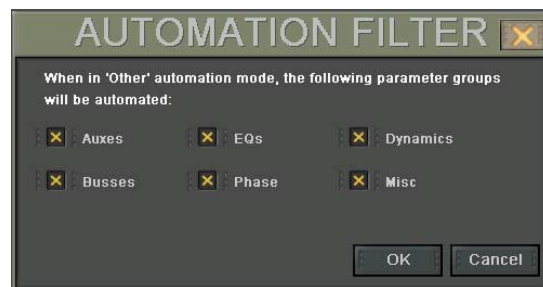 AUTOMATION FILTER
When in 'Other' automation mode, the following parameter groups
will be automated:
Auxes EQs Dynamics
Busses Phase Misc
OK Cancel